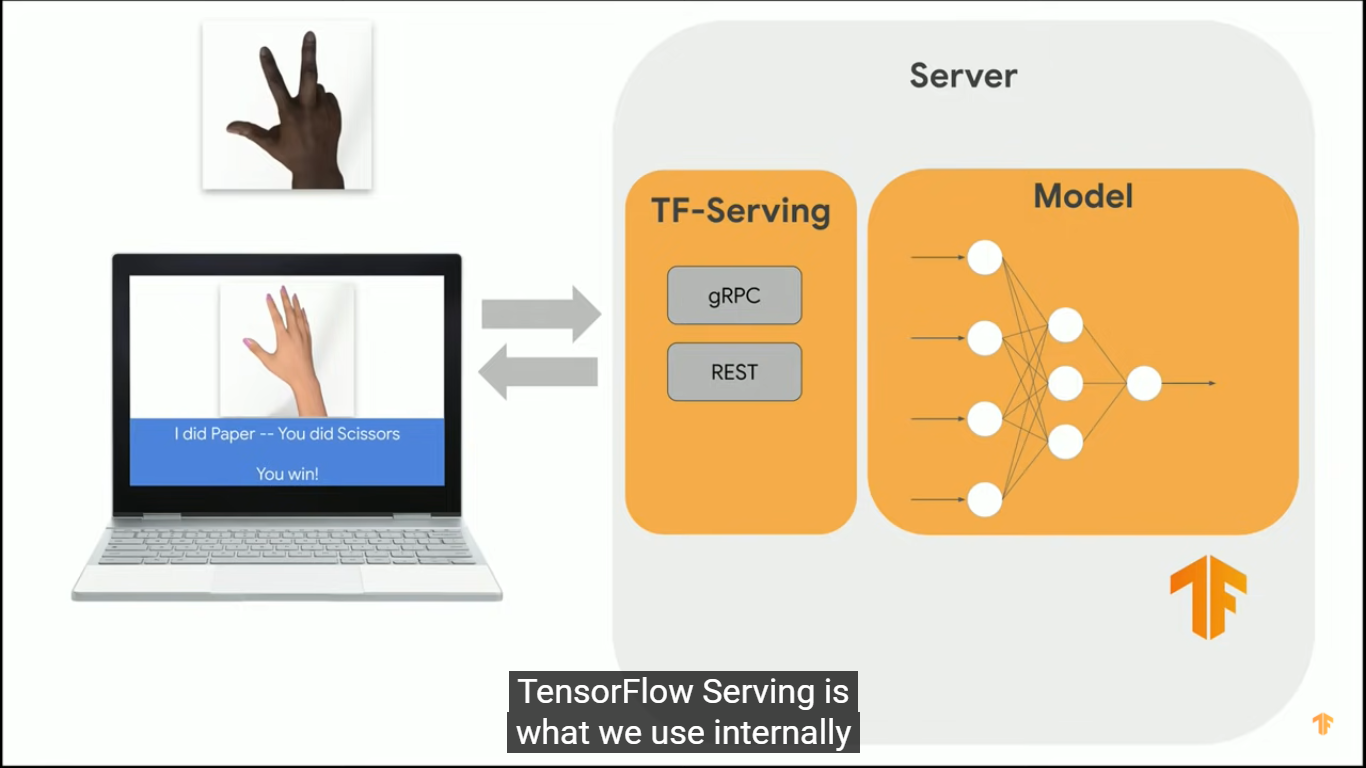 Server
TF-Serving
Model
gRPC
REST
I did Paper -- You did Scissors
You win!
TensorFlow Serving is
what we use internally